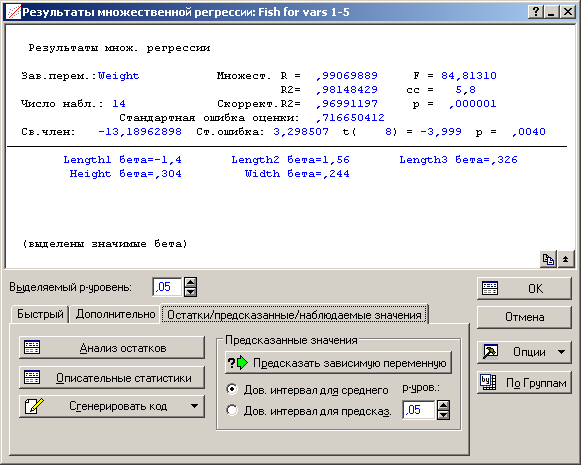 Результаты множественной регрессии: Fish for vars 1-5
Результаты множ. регрессии
Зав.перем.:Weight Множест. R = ,99069889 F = 84,81310
R2= ,98148429 сс = 5,8
Число набл.: 14 Скоррект.R2= ,96991197 p = ,000001
Стандартная ошибка оценки: ,716650412
Св.член: -13,18962898 Ст.ошибка: 3,298507 t( 8) = -3,999 p = ,0040
Length1 бета=-1,4 Length2 бета=1,56 Length3 бета=,326
Height бета=,304 Width бета=,244
(выделены значимые бета)
Выделяемый p-уровень: ,05
OK
Отмена
Опции
По Группам
Быстрый Дополнительно Остатки/предсказанные/наблюдаемые значения
Анализ остатков
Описательные статистики
Сгенерировать код
Предсказанные значения
Предсказать зависимую переменную
Дов. интервал для среднего p-уров.:
Дов. интервал для предсказ. ,05